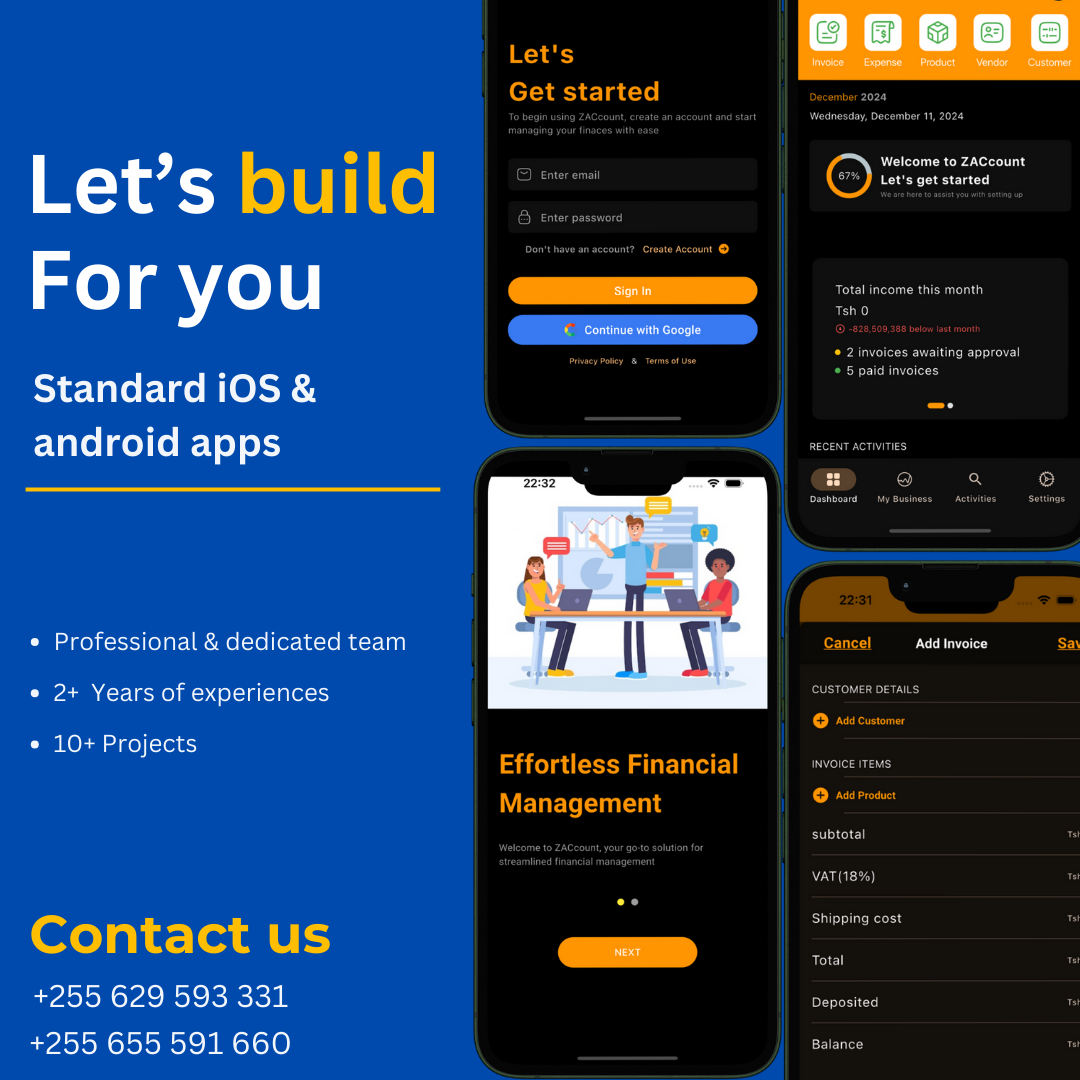 Let's build
For you
Standard iOS &
android apps
• Professional & dedicated team
• 2+ Years of experiences
• 10+ Projects
Contact us
+255 629 593 331
+255 655 591 660
Let's
Get started
To begin using ZACcount, create an account and start
managing your finaces with ease
Enter email
Enter password
Don't have an account? Create Account
Sign In
Continue with Google
Privacy Policy & Terms of Use
22:32
Effortless Financial
Management
Welcome to ZACcount, your go-to solution for
streamlined financial management
NEXT
Invoice Expense Product Vendor Customer
December 2024
Wednesday, December 11, 2024
67%
Welcome to ZACcount
Let's get started
We are here to assist you with setting up
Total income this month
Tsh 0
-828,509,388 below last month
• 2 invoices awaiting approval
• 5 paid invoices
RECENT ACTIVITIES
Dashboard My Business Activities Settings
22:31
Cancel Add Invoice Sav
CUSTOMER DETAILS
Add Customer
INVOICE ITEMS
Add Product
subtotal Tsh
VAT(18%) Tsh
Shipping cost Tsh
Total Tsh
Deposited Tsh
Balance Tsh